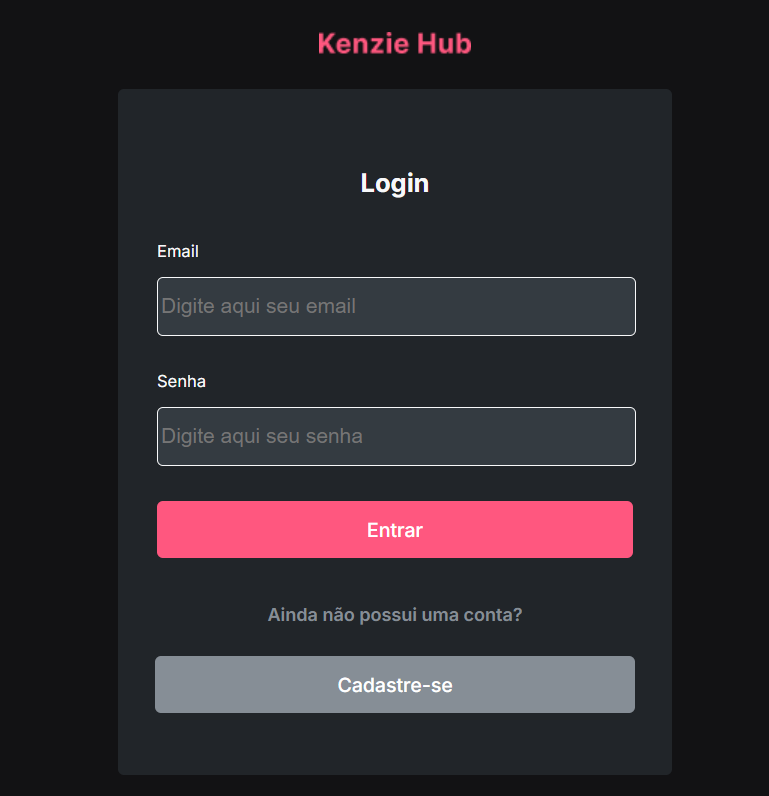 Kenzie Hub
Login
Email
Digite aqui seu email
Senha
Digite aqui seu senha
Entrar
Ainda não possui uma conta?
Cadastre-se